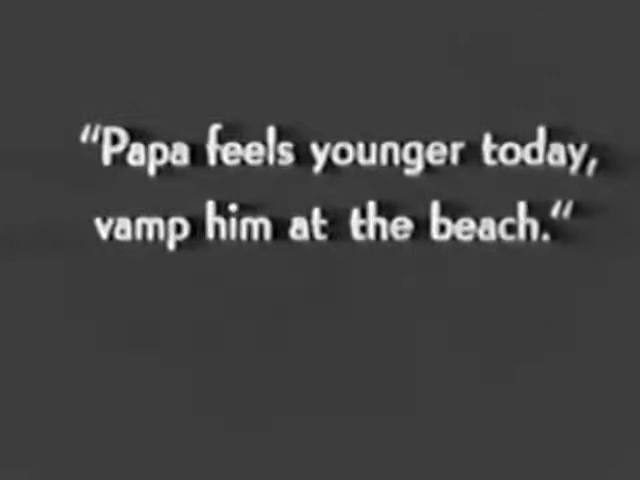 “Papa feels younger today,
vamp him at the beach.“